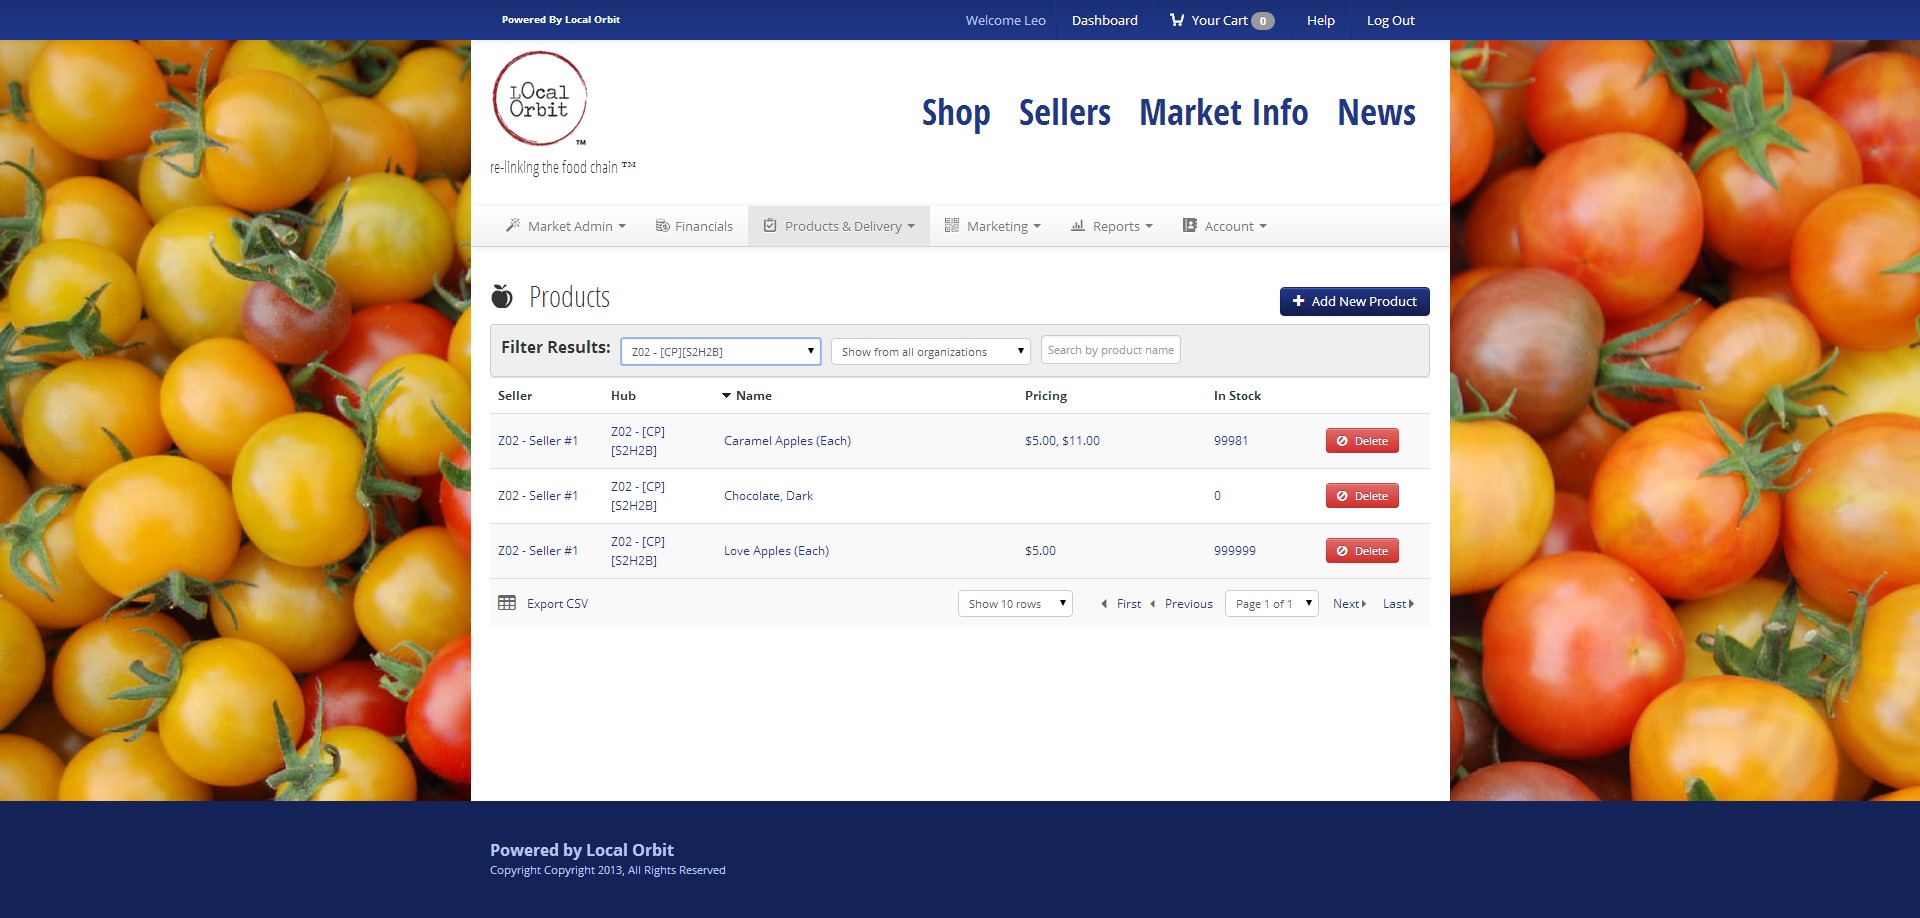 Powered By Local Orbit
Welcome Leo Dashboard Your Cart 0 Help Log Out
LOcal
Orbit
TM
re-linking the food chain ™
Shop Sellers Market Info News
Market Admin Financials Products & Delivery Marketing Reports Account
Products
Add New Product
Filter Results: Z02 - [CP][S2H2B] Show from all organizations Search by product name
Seller Hub Name Pricing In Stock
Z02 - Seller #1 Z02 - [CP] Caramel Apples (Each) $5.00, $11.00 99981 Delete
[S2H2B]
Z02 - Seller #1 Z02 - [CP] Chocolate, Dark 0 Delete
[S2H2B]
Z02 - Seller #1 Z02 - [CP] Love Apples (Each) $5.00 999999 Delete
[S2H2B]
Export CSV Show 10 rows First Previous Page 1 of 1 Next Last
Powered by Local Orbit
Copyright Copyright 2013, All Rights Reserved